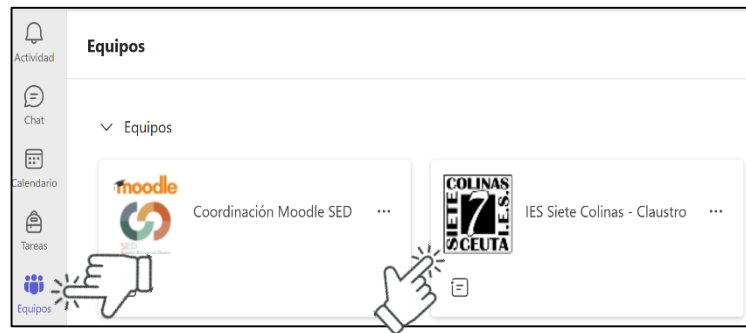 Actividad
Chat
Calendario
Tareas
Equipos
Equipos
Equipos
moodle
SED
Coordinación Moodle SED
...
SIETE
COLINAS
7
CEUTA
I.E.S.
IES Siete Colinas - Claustro
...